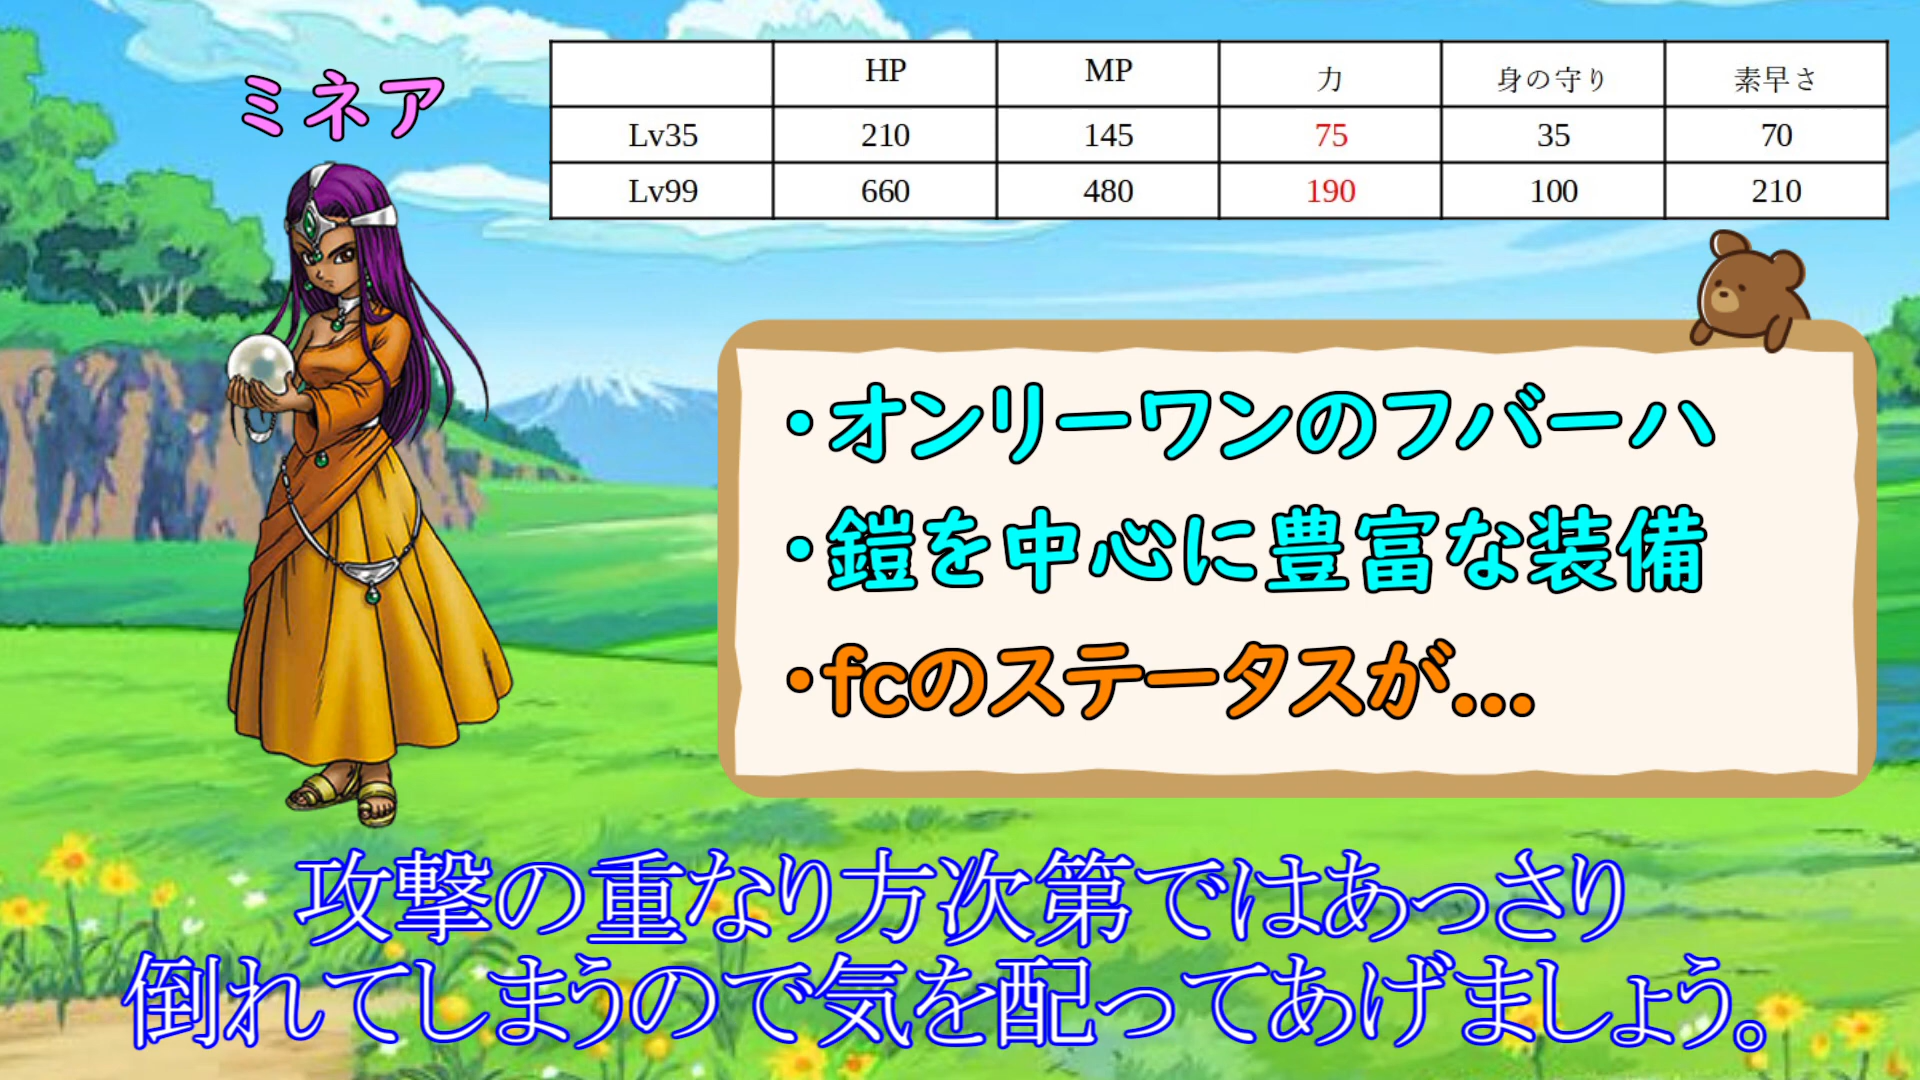 ミネア
HP MP 力 身の守り 素早さ
Lv35 210 145 75 35 70
Lv99 660 480 190 100 210
・オンリーワンのフバーハ
・鎧を中心に豊富な装備
・fcのステータスが...
攻撃の重なり方次第ではあっさり
倒れてしまうので気を配ってあげましょう。